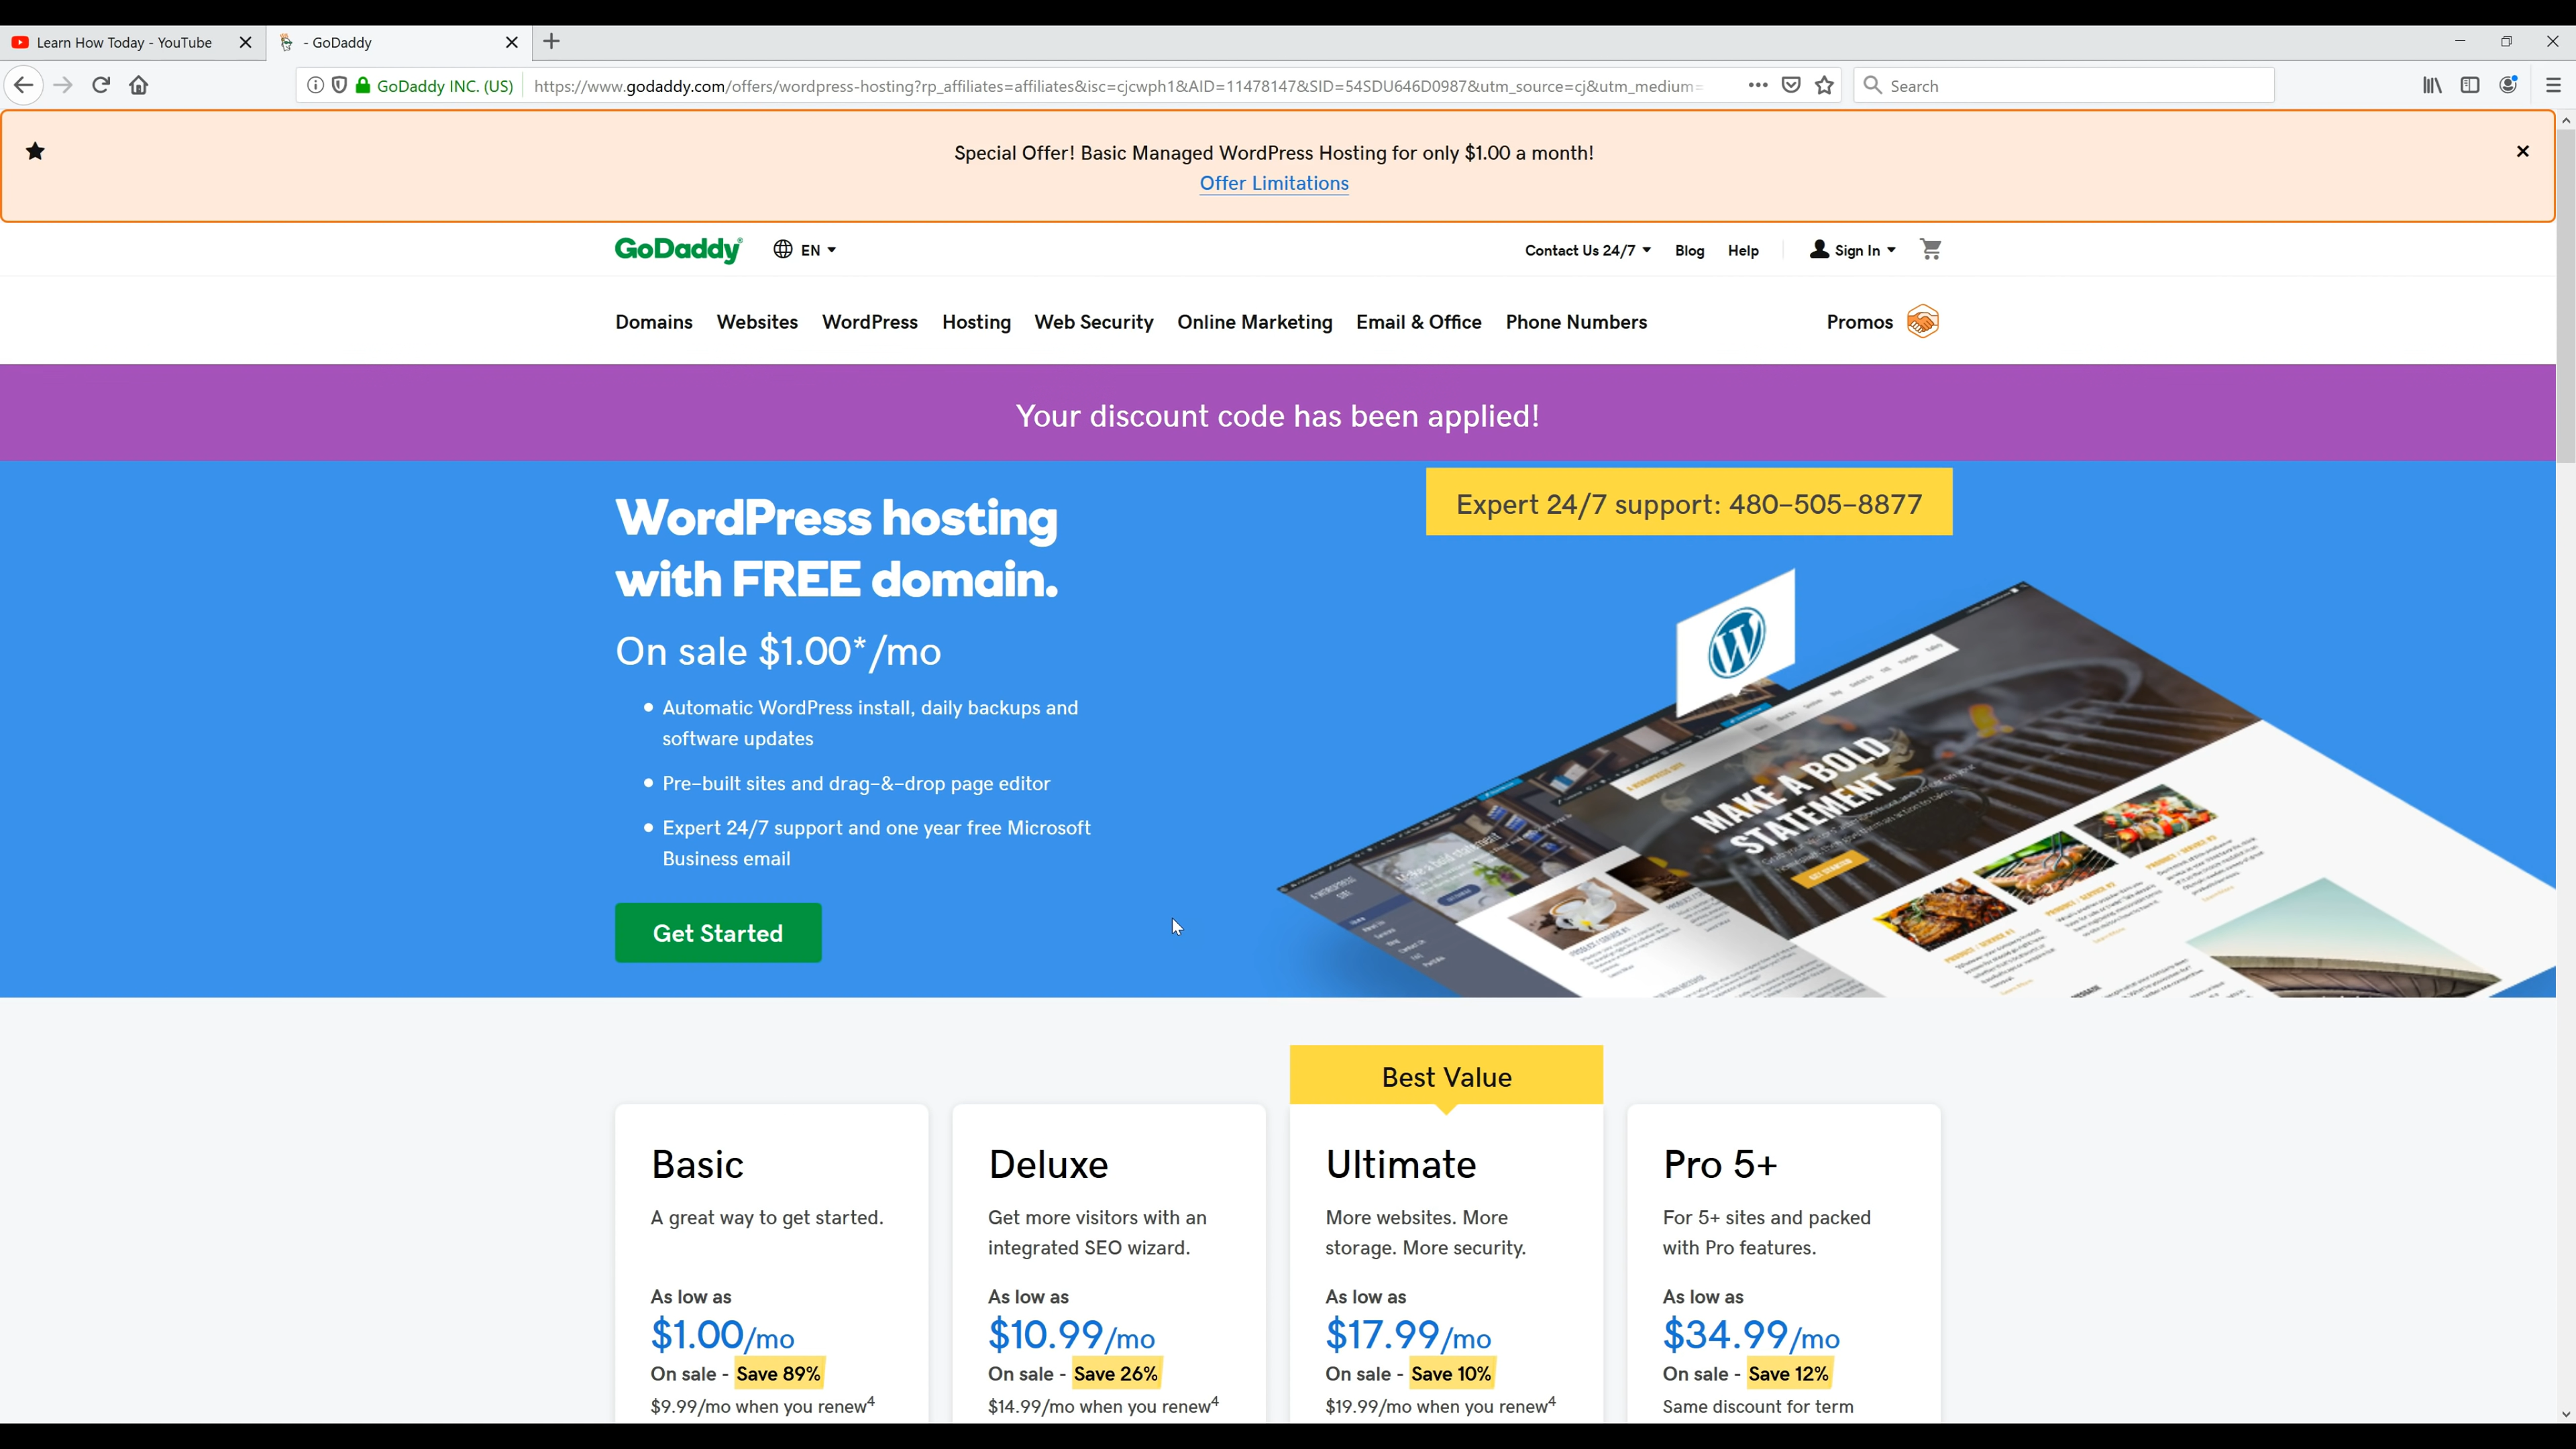 Learn How Today - YouTube
- GoDaddy
GoDaddy INC. (US)
https://www.godaddy.com/offers/wordpress-hosting?rp_affiliates=affiliates&isc=cjcwph1&AID=11478147&SID=54SDU646D0987&utm_source=cj&utm_medium=
Search
Special Offer! Basic Managed WordPress Hosting for only $1.00 a month!
Offer Limitations
GoDaddy
EN
Contact Us 24/7
Blog
Help
Sign In
Domains
Websites
WordPress
Hosting
Web Security
Online Marketing
Email & Office
Phone Numbers
Promos
Your discount code has been applied!
WordPress hosting
with FREE domain.
On sale $1.00*/mo
Automatic WordPress install, daily backups and
software updates
Pre-built sites and drag-&-drop page editor
Expert 24/7 support and one year free Microsoft
Business email
Get Started
Expert 24/7 support: 480-505-8877
MAKE A BOLD
STATEMENT
GET STARTED
Best Value
Basic
A great way to get started.
As low as
$1.00/mo
On sale - Save 89%
$9.99/mo when you renew4
Deluxe
Get more visitors with an
integrated SEO wizard.
As low as
$10.99/mo
On sale - Save 26%
$14.99/mo when you renew4
Ultimate
More websites. More
storage. More security.
As low as
$17.99/mo
On sale - Save 10%
$19.99/mo when you renew4
Pro 5+
For 5+ sites and packed
with Pro features.
As low as
$34.99/mo
On sale - Save 12%
Same discount for term